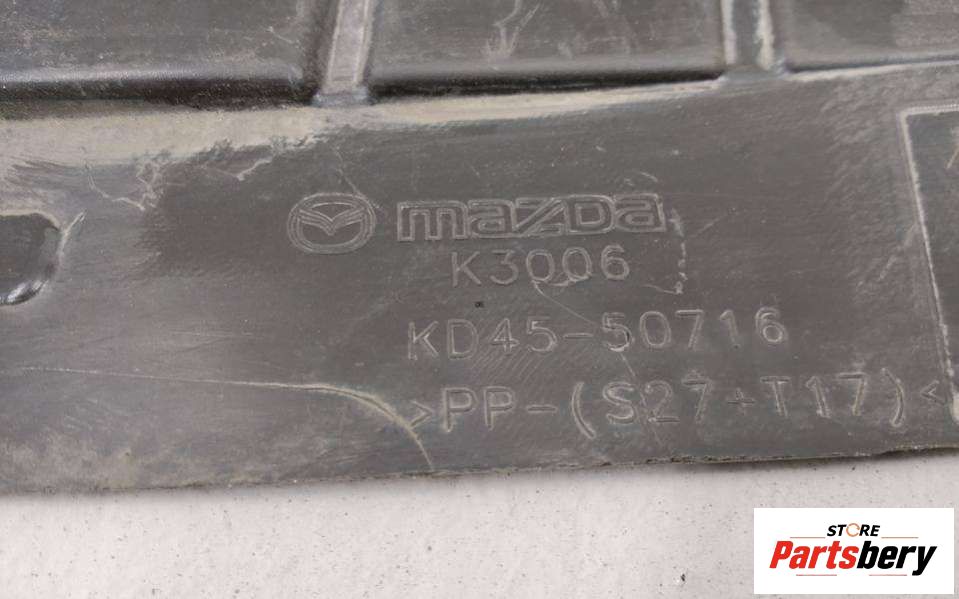 mazda
K3006
KD45-50716
>PP-(S27+T17)<
STORE
Partsbery